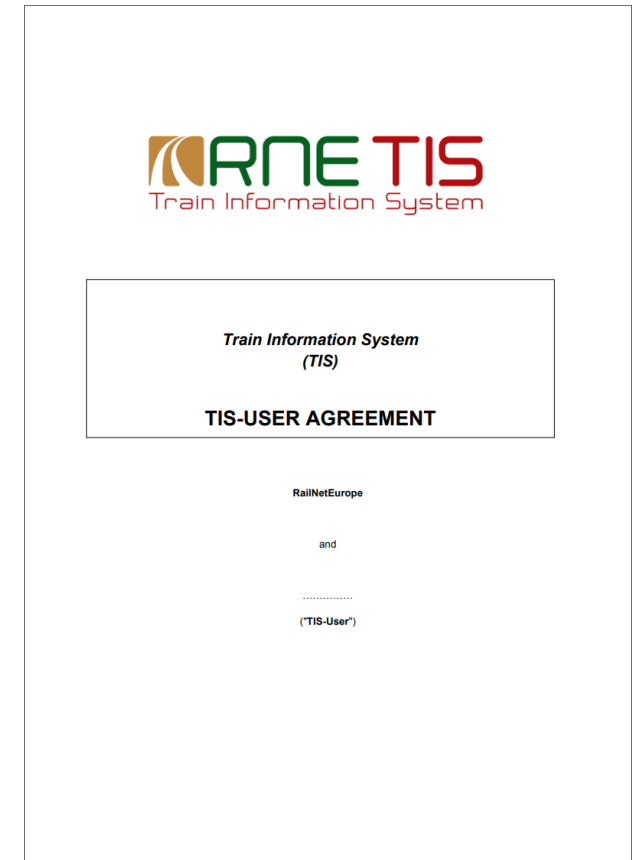 RNE TIS
Train Information System
Train Information System
(TIS)
TIS-USER AGREEMENT
RailNetEurope
and
...............
("TIS-User")